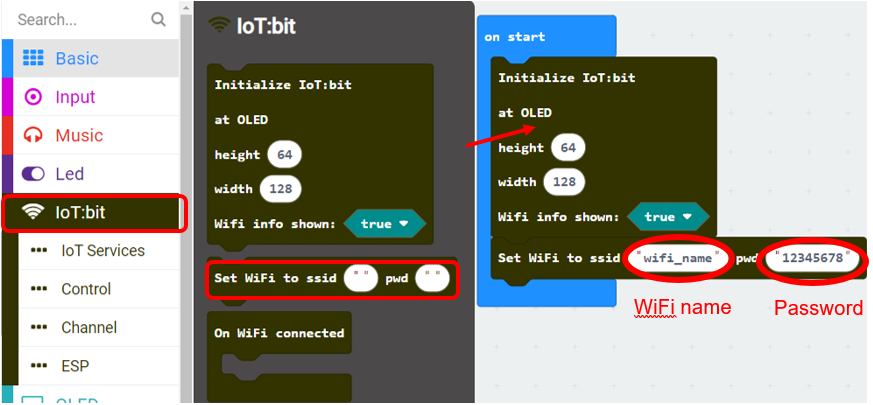 Search...
Basic
Input
Music
Led
IoT:bit
IoT Services
Control
Channel
ESP
OLED
IoT:bit
Initialize IoT:bit
at OLED
height 64
width 128
Wifi info shown: true
Set WiFi to ssid " " pwd " "
On WiFi connected
on start
Initialize IoT:bit
at OLED
height 64
width 128
Wifi info shown: true
Set WiFi to ssid "wifi_name" pwd "12345678"
WiFi name
Password